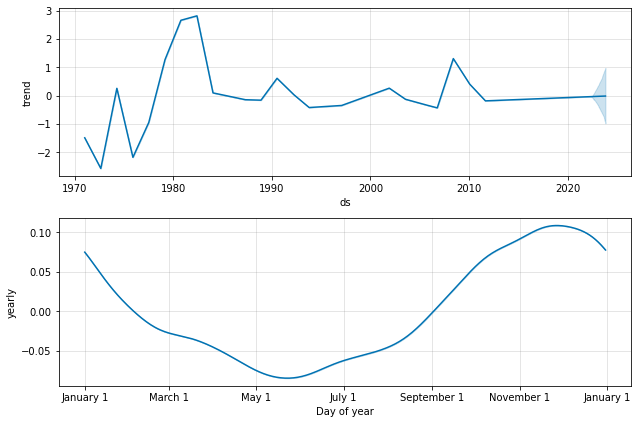 3
2
1
0
−1
−2
trend
1970 1980 1990 2000 2010 2020
ds
0.10
0.05
0.00
−0.05
yearly
January 1 March 1 May 1 July 1 September 1 November 1 January 1
Day of year